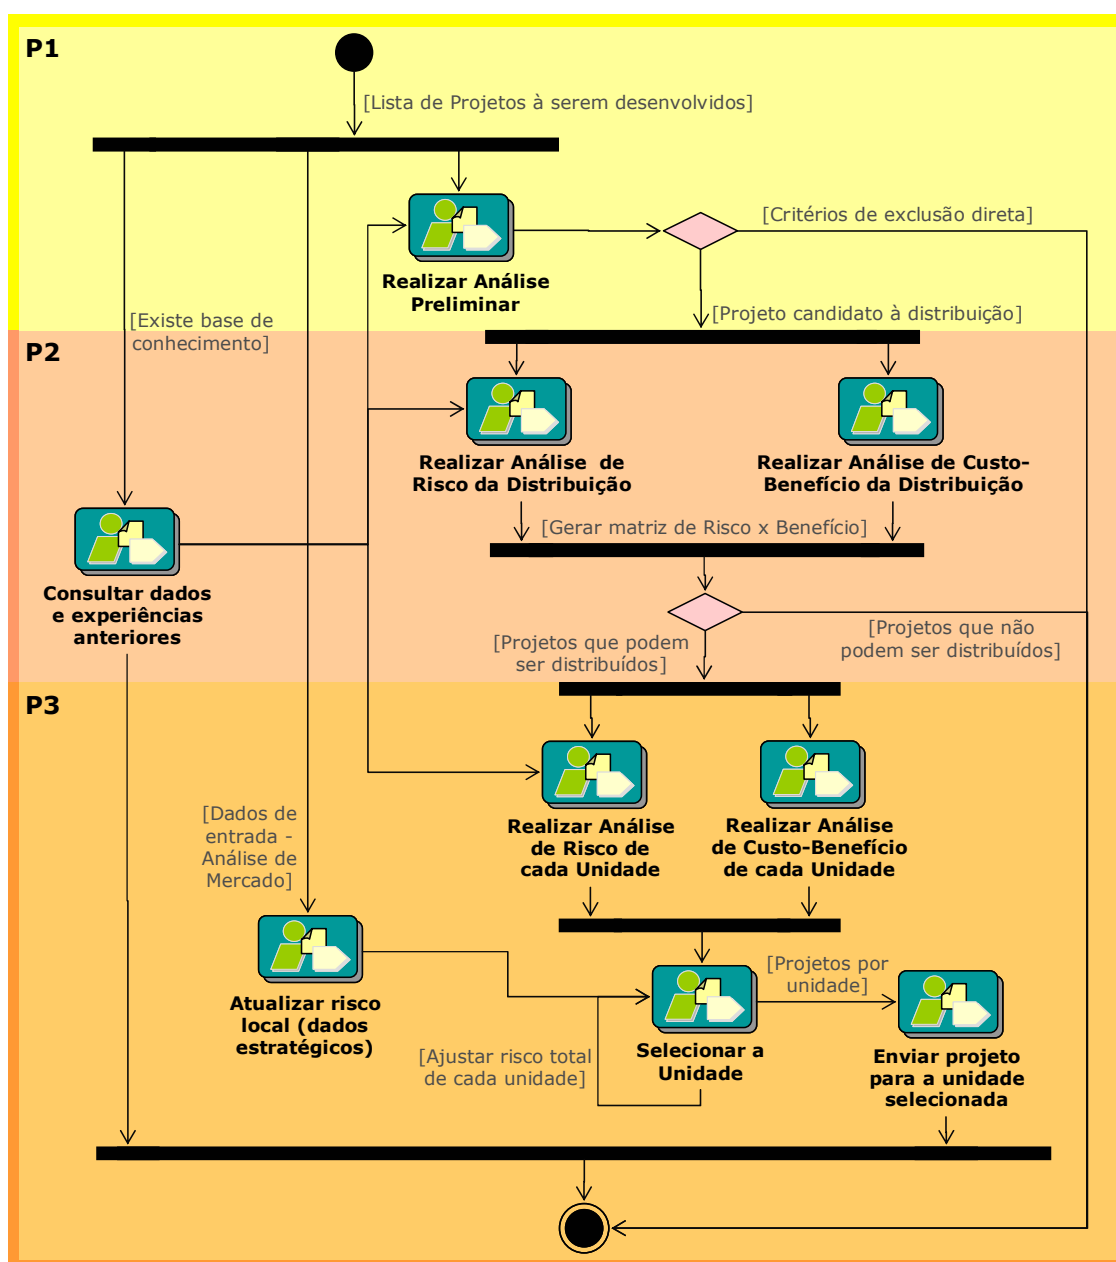 P1
[Lista de Projetos à serem desenvolvidos]
[Critérios de exclusão direta]
Realizar Análise
Preliminar
[Existe base de
conhecimento]
[Projeto candidato à distribuição]
P2
Realizar Análise  de
Risco da Distribuição
Realizar Análise de Custo-
Benefício da Distribuição
[Gerar matriz de Risco x Benefício]
Consultar dados
e experiências
anteriores
[Projetos que podem
ser distribuídos]
[Projetos que não
podem ser distribuídos]
P3
[Dados de
entrada -
Análise de
Mercado]
Realizar Análise
de Risco de
cada Unidade
Realizar Análise
de Custo-Benefício
de cada Unidade
Atualizar risco
local (dados
estratégicos)
[Projetos por
unidade]
[Ajustar risco total
de cada unidade]
Selecionar a
Unidade
Enviar projeto
para a unidade
selecionada